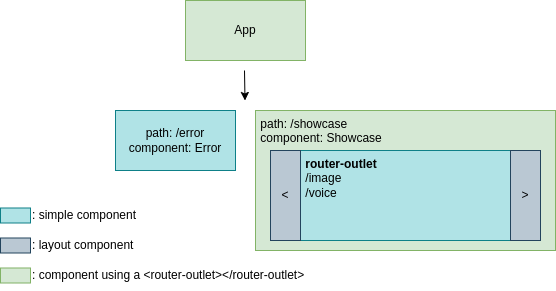 App
path: /error
component: Error
path: /showcase
component: Showcase
router-outlet
/image
/voice
<
>
: simple component
: layout component
: component using a <router-outlet></router-outlet>